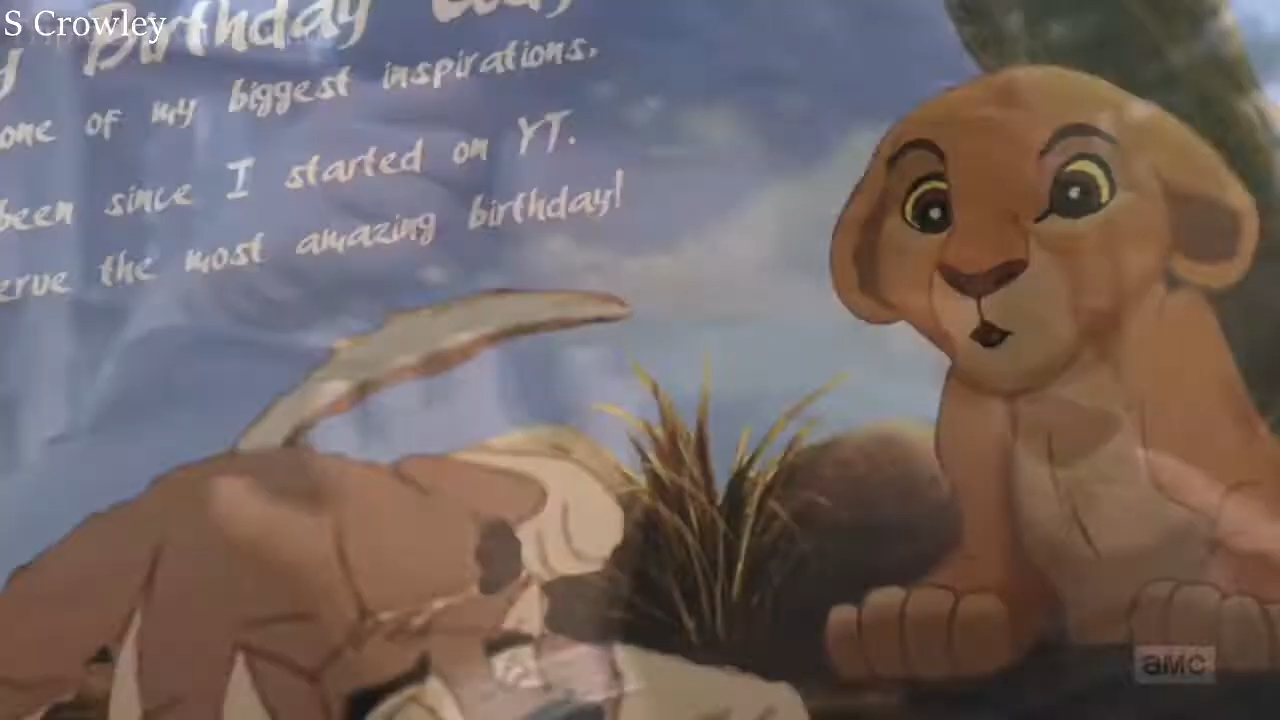 S Crowley
Birthday
one of my biggest inspirations,
been since I started on YT.
erve the most amazing birthday!
amc